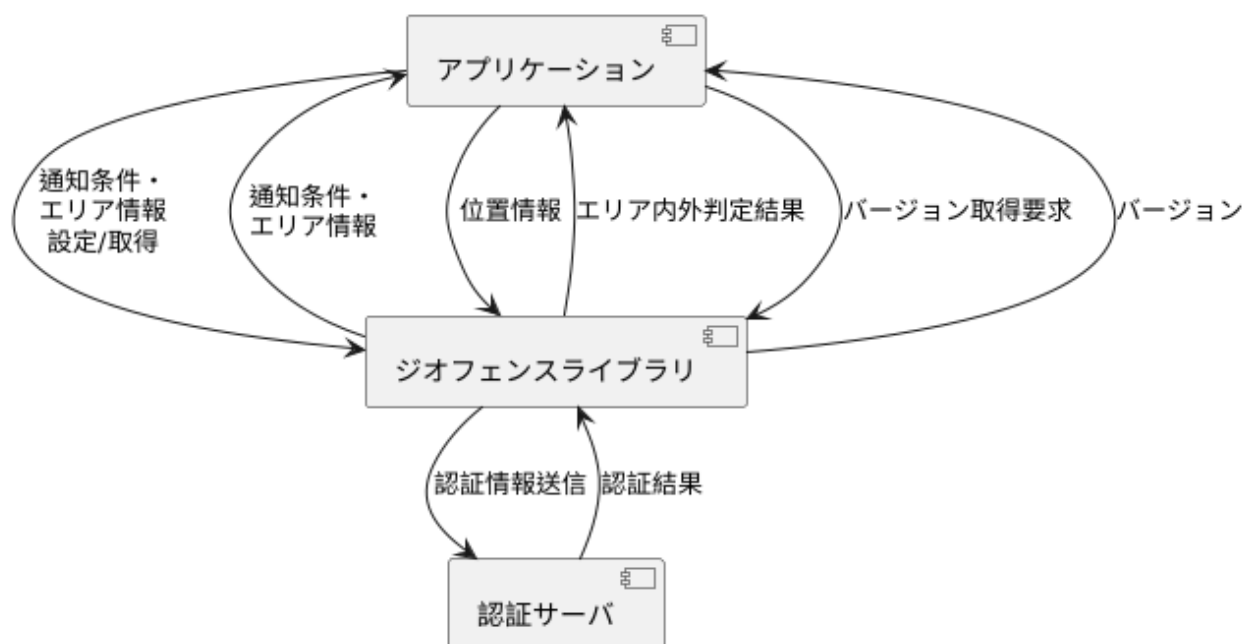 アプリケーション
通知条件・
エリア情報
設定/取得
通知条件・
エリア情報
位置情報
エリア内外判定結果
バージョン取得要求
バージョン
ジオフェンスライブラリ
認証情報送信
認証結果
認証サーバ